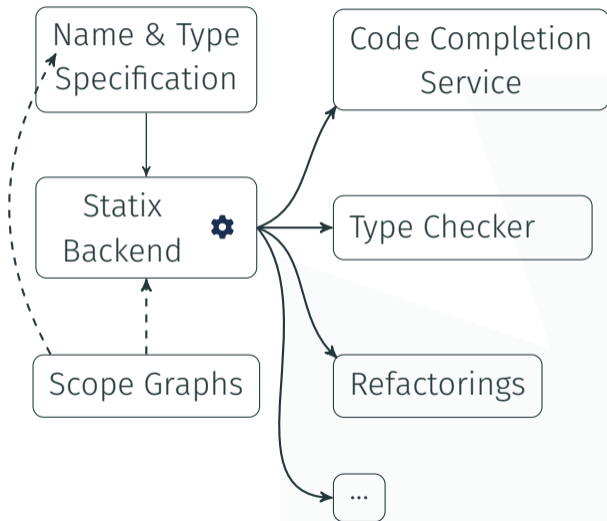 Name & Type
Specification
Code Completion
Service
Statix
Backend
Type Checker
Scope Graphs
Refactorings
...